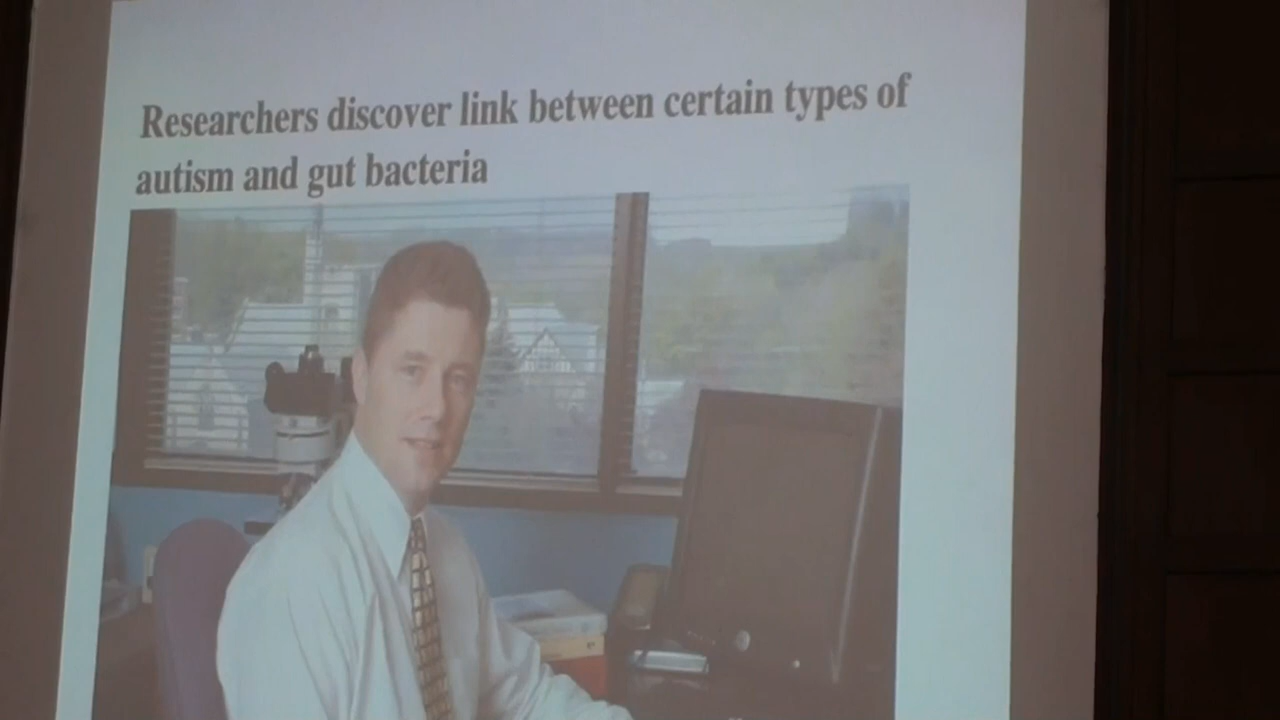 Researchers discover link between certain types of
autism and gut bacteria